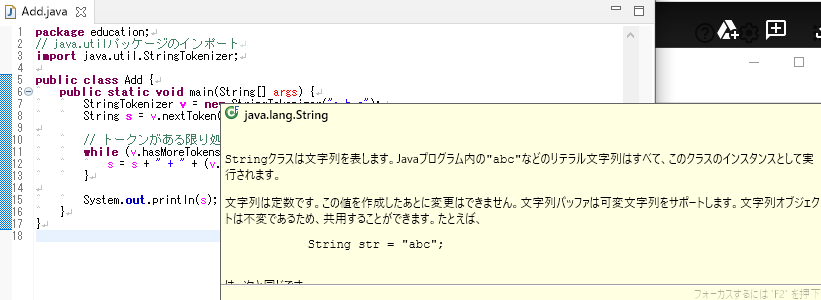 Add.java
1 package education;
2 // java.utilパッケージのインポート
3 import java.util.StringTokenizer;
4
5 public class Add {
6 public static void main(String[] args) {
7 StringTokenizer v = new StringTokenizer("a b c");
8 String s = v.nextToken(
9
10 // トークンがある限り処
11 while (v.hasMoreTokens
12 s = s + " + " + (v.
13 }
14
15 System.out.println(s);
16 }
17 }
18
java.lang.String
Stringクラスは文字列を表します。Javaプログラム内の"abc"などのリテラル文字列はすべて、このクラスのインスタンスとして実
行されます。
文字列は定数です。この値を作成したあとに変更はできません。文字列バッファは可変文字列をサポートします。文字列オブジェク
トは不変であるため、共用することができます。たとえば、
String str = "abc";
は、次と同じです
フォーカスするには 'F2' を押下